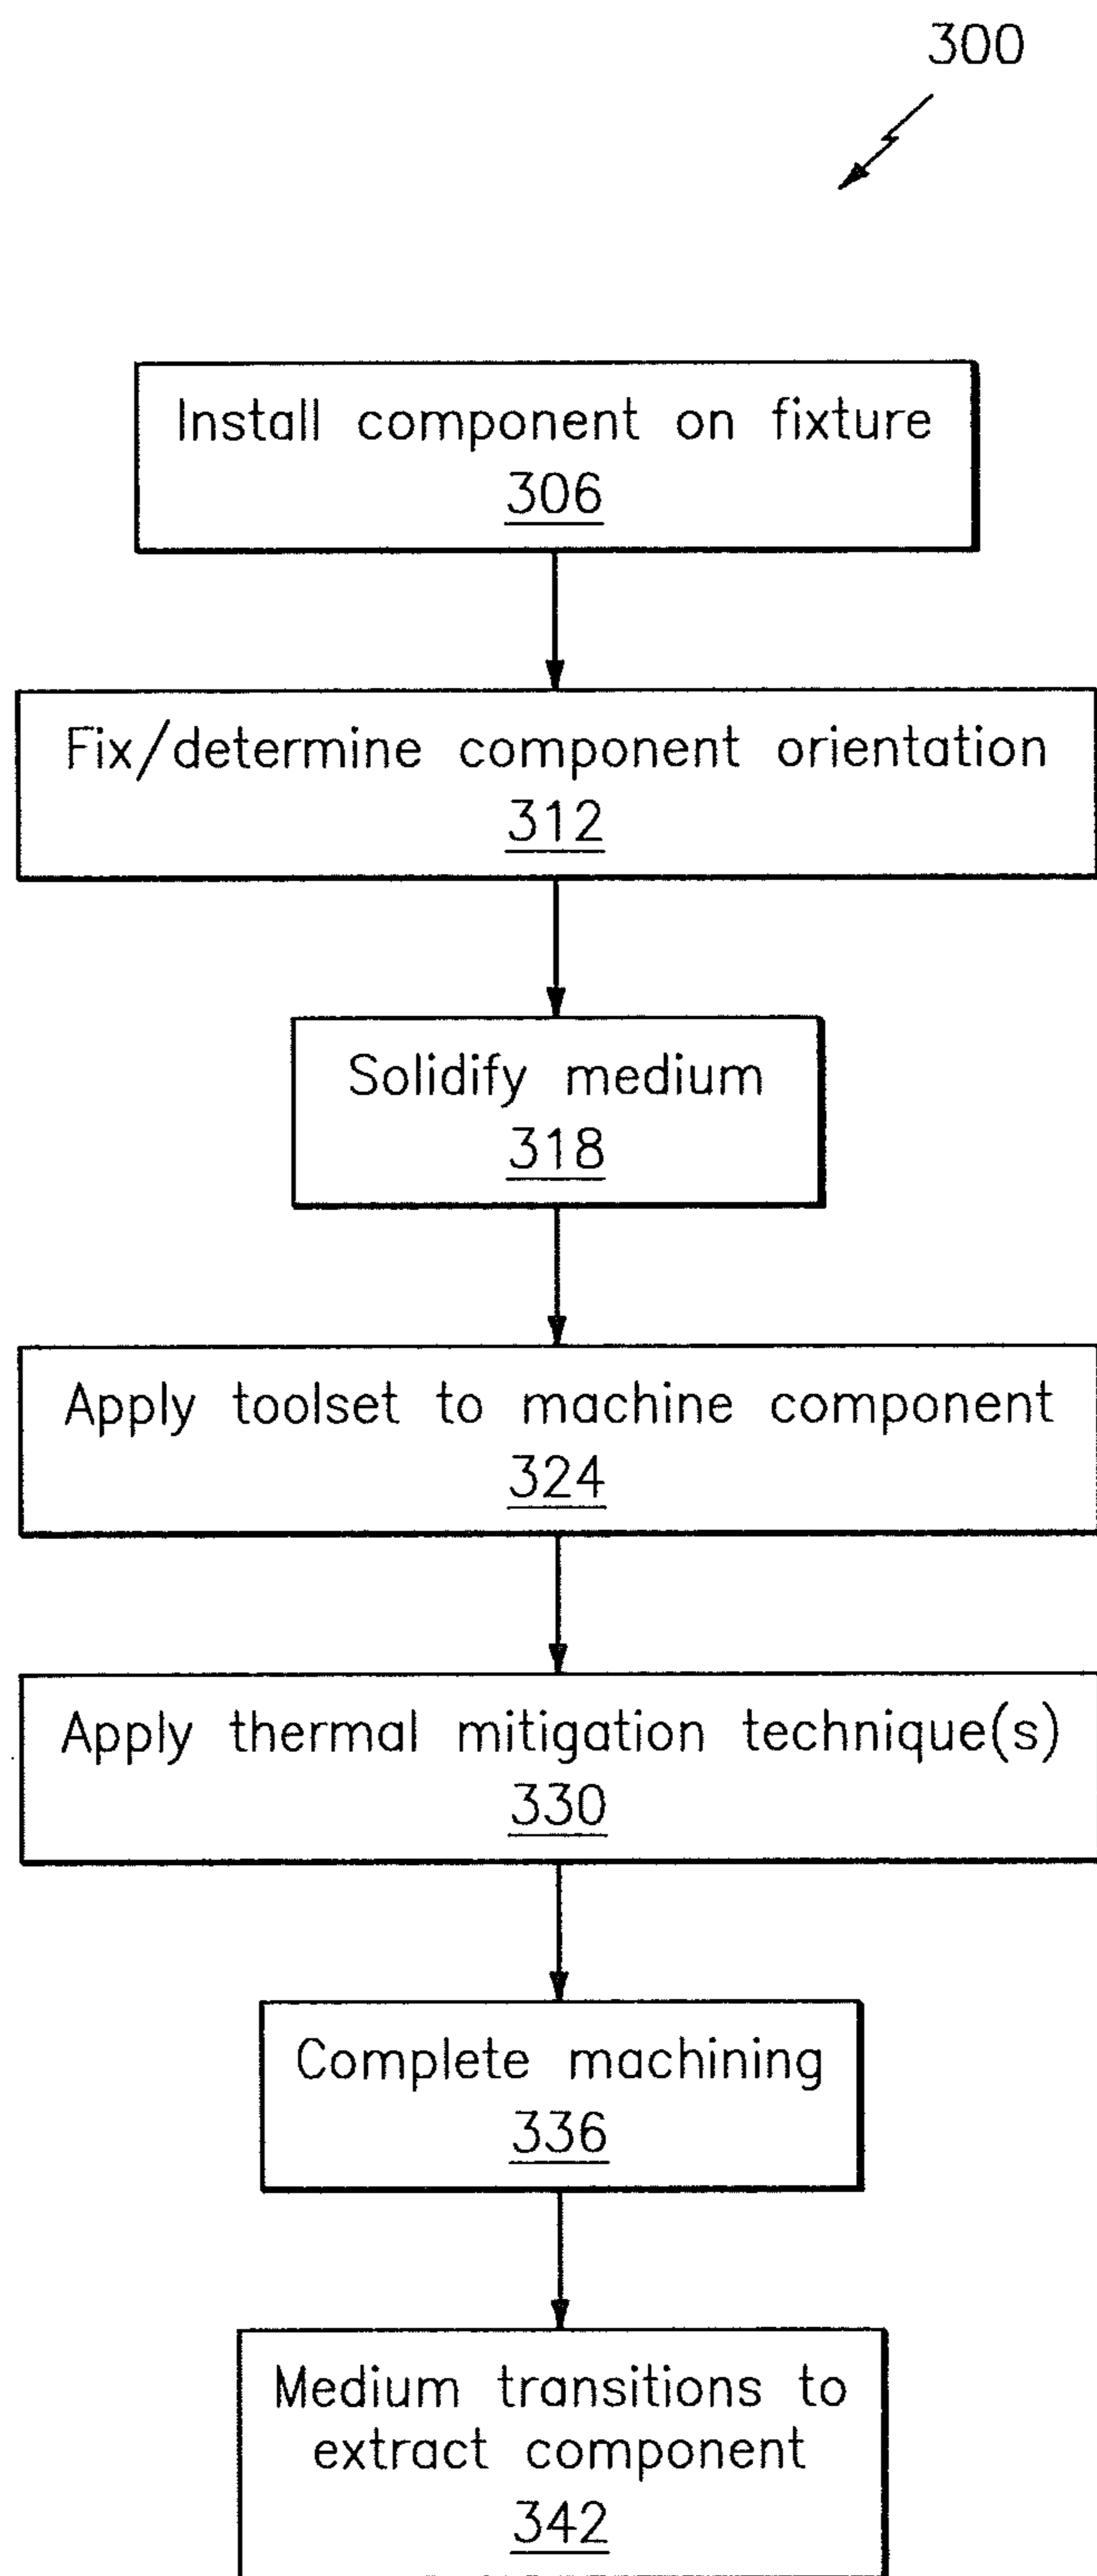 300
Install component on fixture
306
Fix/determine component orientation
312
Solidify medium
318
Apply toolset to machine component
324
Apply thermal mitigation technique(s)
330
Complete machining
336
Medium transitions to
extract component
342